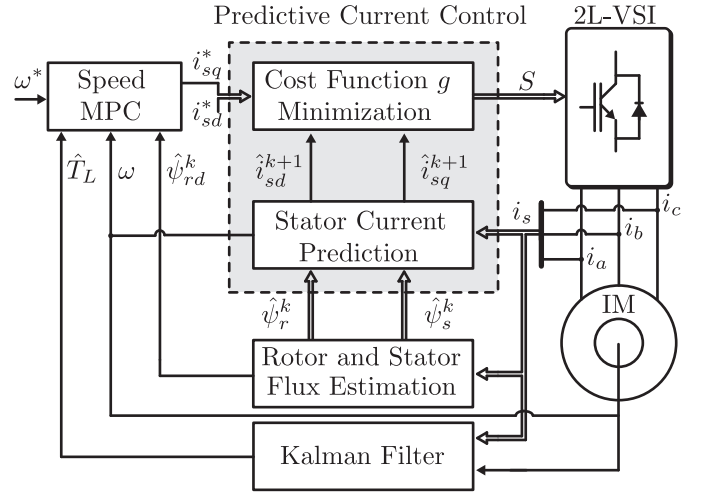 Predictive Current Control
2L-VSI
ω*
Speed
MPC
i*sq
i*sd
Cost Function g
Minimization
S
T̂L
ω
ψ̂ᵏrd
îᵏ⁺¹sd
îᵏ⁺¹sq
Stator Current
Prediction
is
ic
ib
ia
ψ̂ᵏr
ψ̂ᵏs
IM
Rotor and Stator
Flux Estimation
Kalman Filter